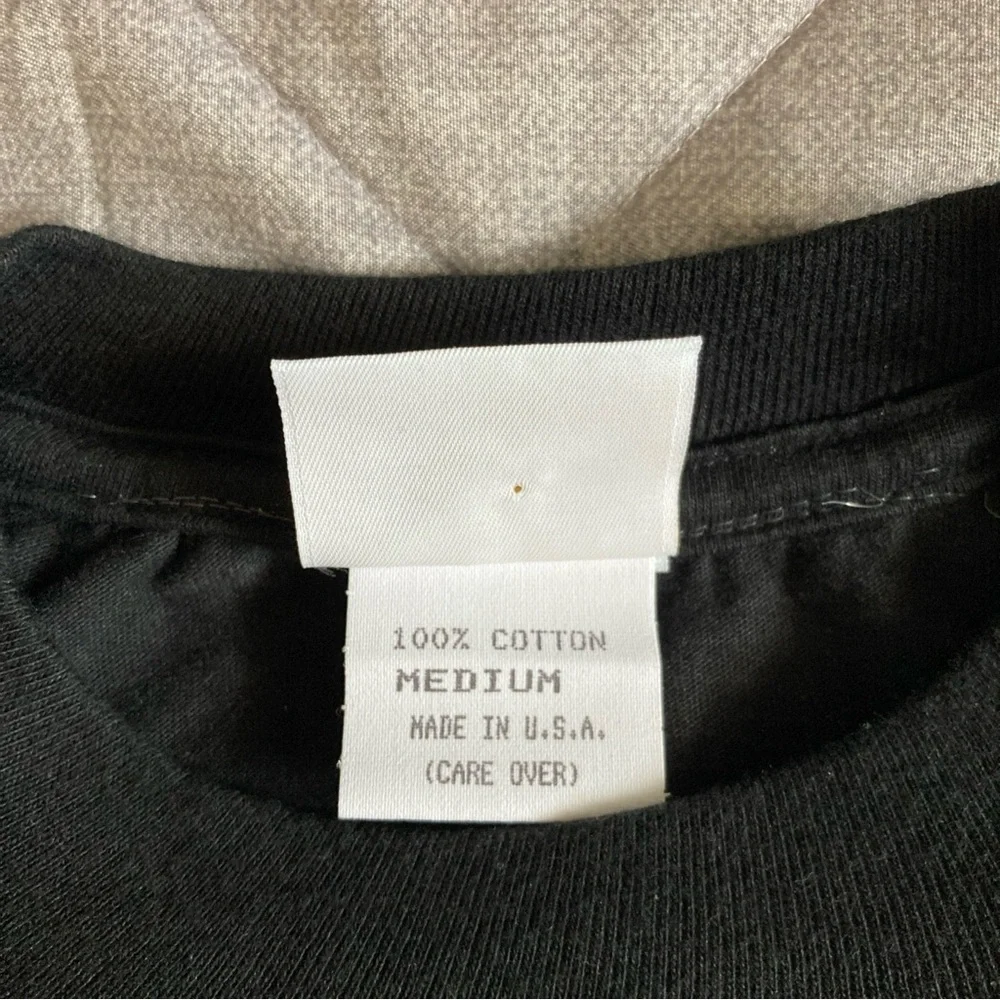 100% COTTON
MEDIUM
MADE IN U.S.A.
(CARE OVER)